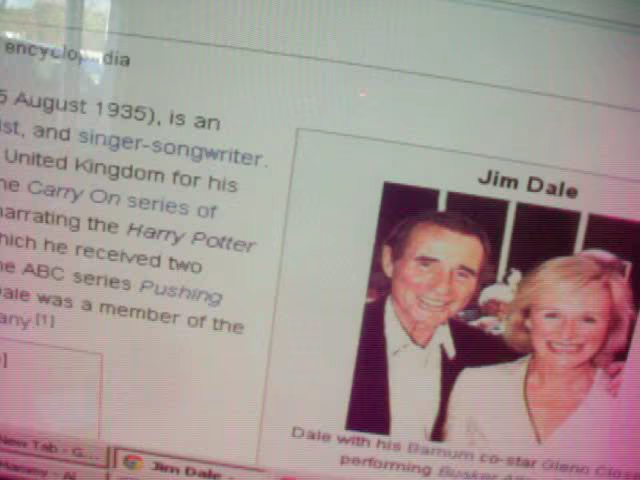 encyclopedia
5 August 1935), is an
ist, and singer-songwriter.
United Kingdom for his
he Carry On series of
narrating the Harry Potter
hich he received two
he ABC series Pushing
Dale was a member of the
any.[1]
]
Jim Dale
Dale with his Barnum co-star Glenn Close
performing Busker
New Tab - G...
Jim Dale -